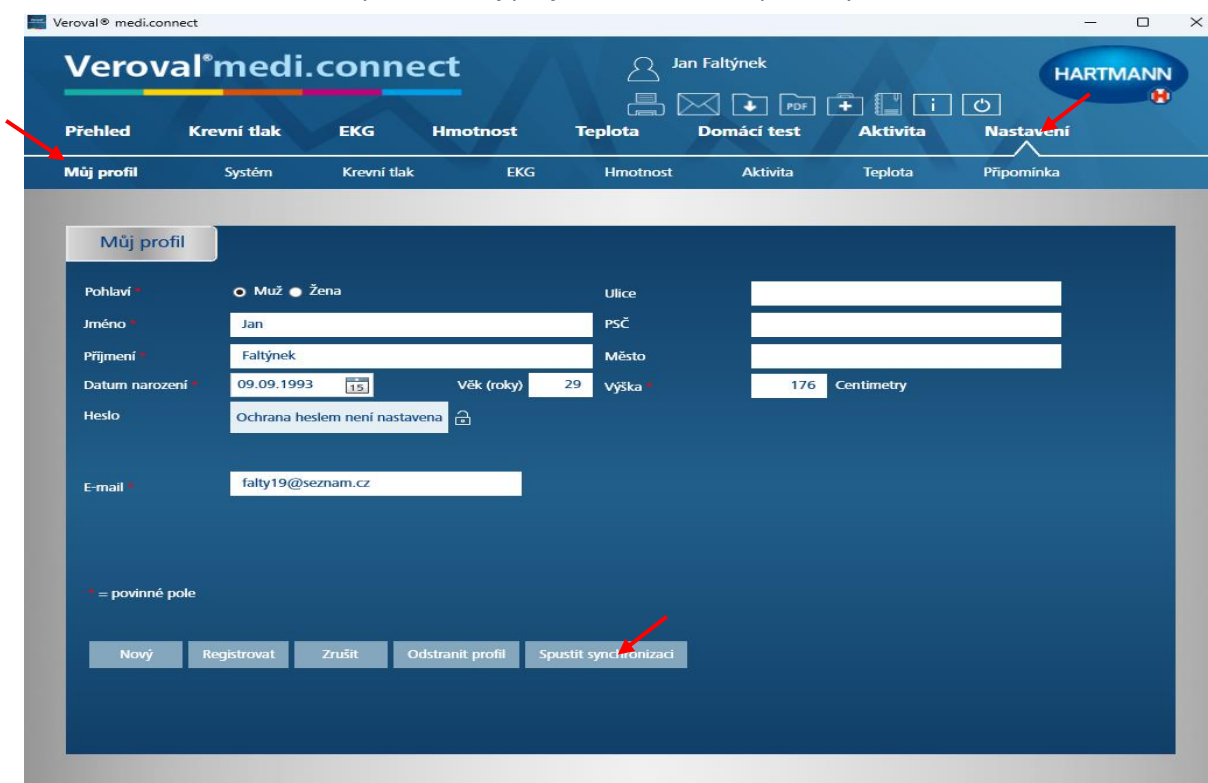 Veroval® medi.connect
Veroval®medi.connect
Jan Faltýnek
HARTMANN
PDF
i
Přehled Krevní tlak EKG Hmotnost Teplota Domácí test Aktivita Nastavení
Můj profil Systém Krevní tlak EKG Hmotnost Aktivita Teplota Připomínka
Můj profil
Pohlaví * Muž Žena Ulice
Jméno * Jan PSČ
Příjmení * Faltýnek Město
Datum narození * 09.09.1993 15 Věk (roky) 29 Výška * 176 Centimetry
Heslo Ochrana heslem není nastavena
E-mail * falty19@seznam.cz
* = povinné pole
Nový Registrovat Zrušit Odstranit profil Spustit synchronizaci